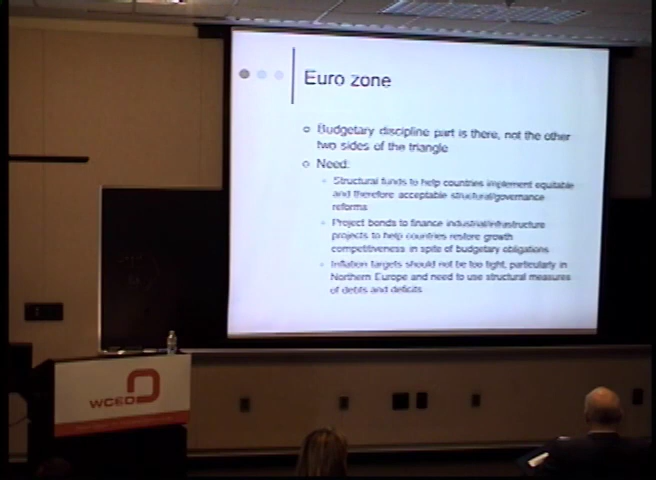 Euro zone
Budgetary discipline part is there, not the other
two sides of the triangle
Need:
Structural funds to help countries implement equitable
and therefore acceptable structural/governance
reforms
Project bonds to finance industrial/infrastructure
projects to help countries restore growth
competitiveness in spite of budgetary obligations
Inflation targets should not be too tight, particularly in
Northern Europe and need to use structural measures
of debts and deficits